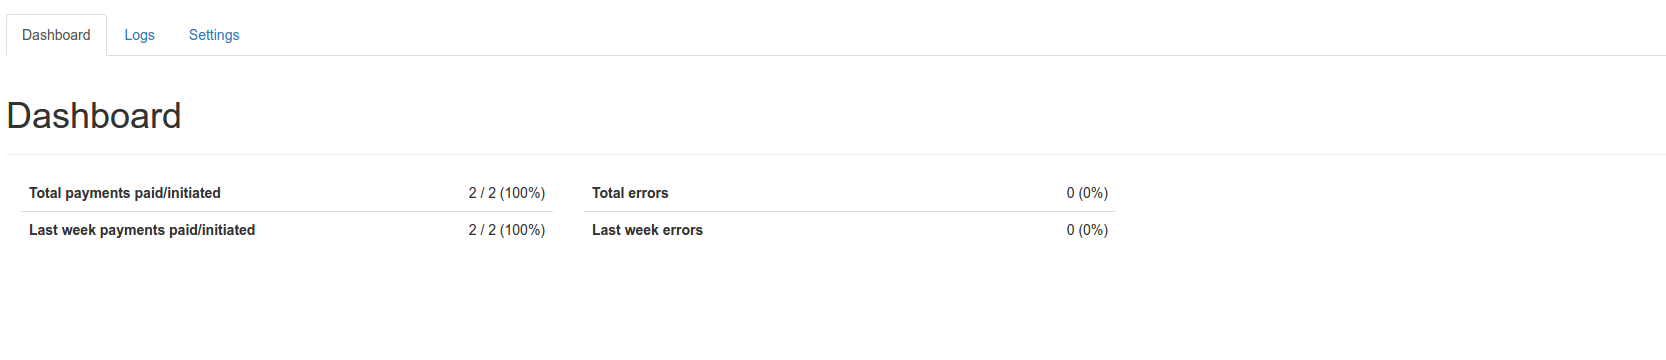 Dashboard Logs Settings
Dashboard
Total payments paid/initiated 2 / 2 (100%) Total errors 0 (0%)
Last week payments paid/initiated 2 / 2 (100%) Last week errors 0 (0%)